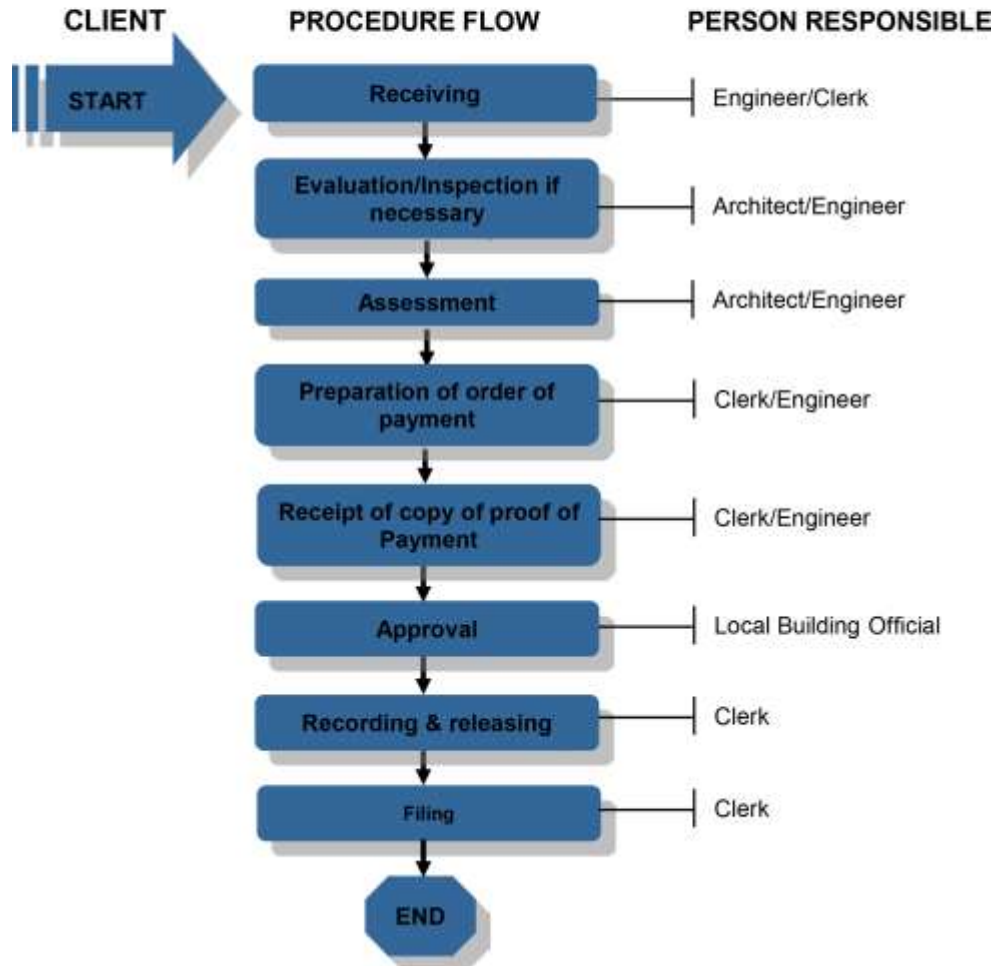 CLIENT
PROCEDURE FLOW
PERSON RESPONSIBLE
START
Receiving
Engineer/Clerk
Evaluation/Inspection if
necessary
Architect/Engineer
Assessment
Architect/Engineer
Preparation of order of
payment
Clerk/Engineer
Receipt of copy of proof of
Payment
Clerk/Engineer
Approval
Local Building Official
Recording & releasing
Clerk
Filing
Clerk
END